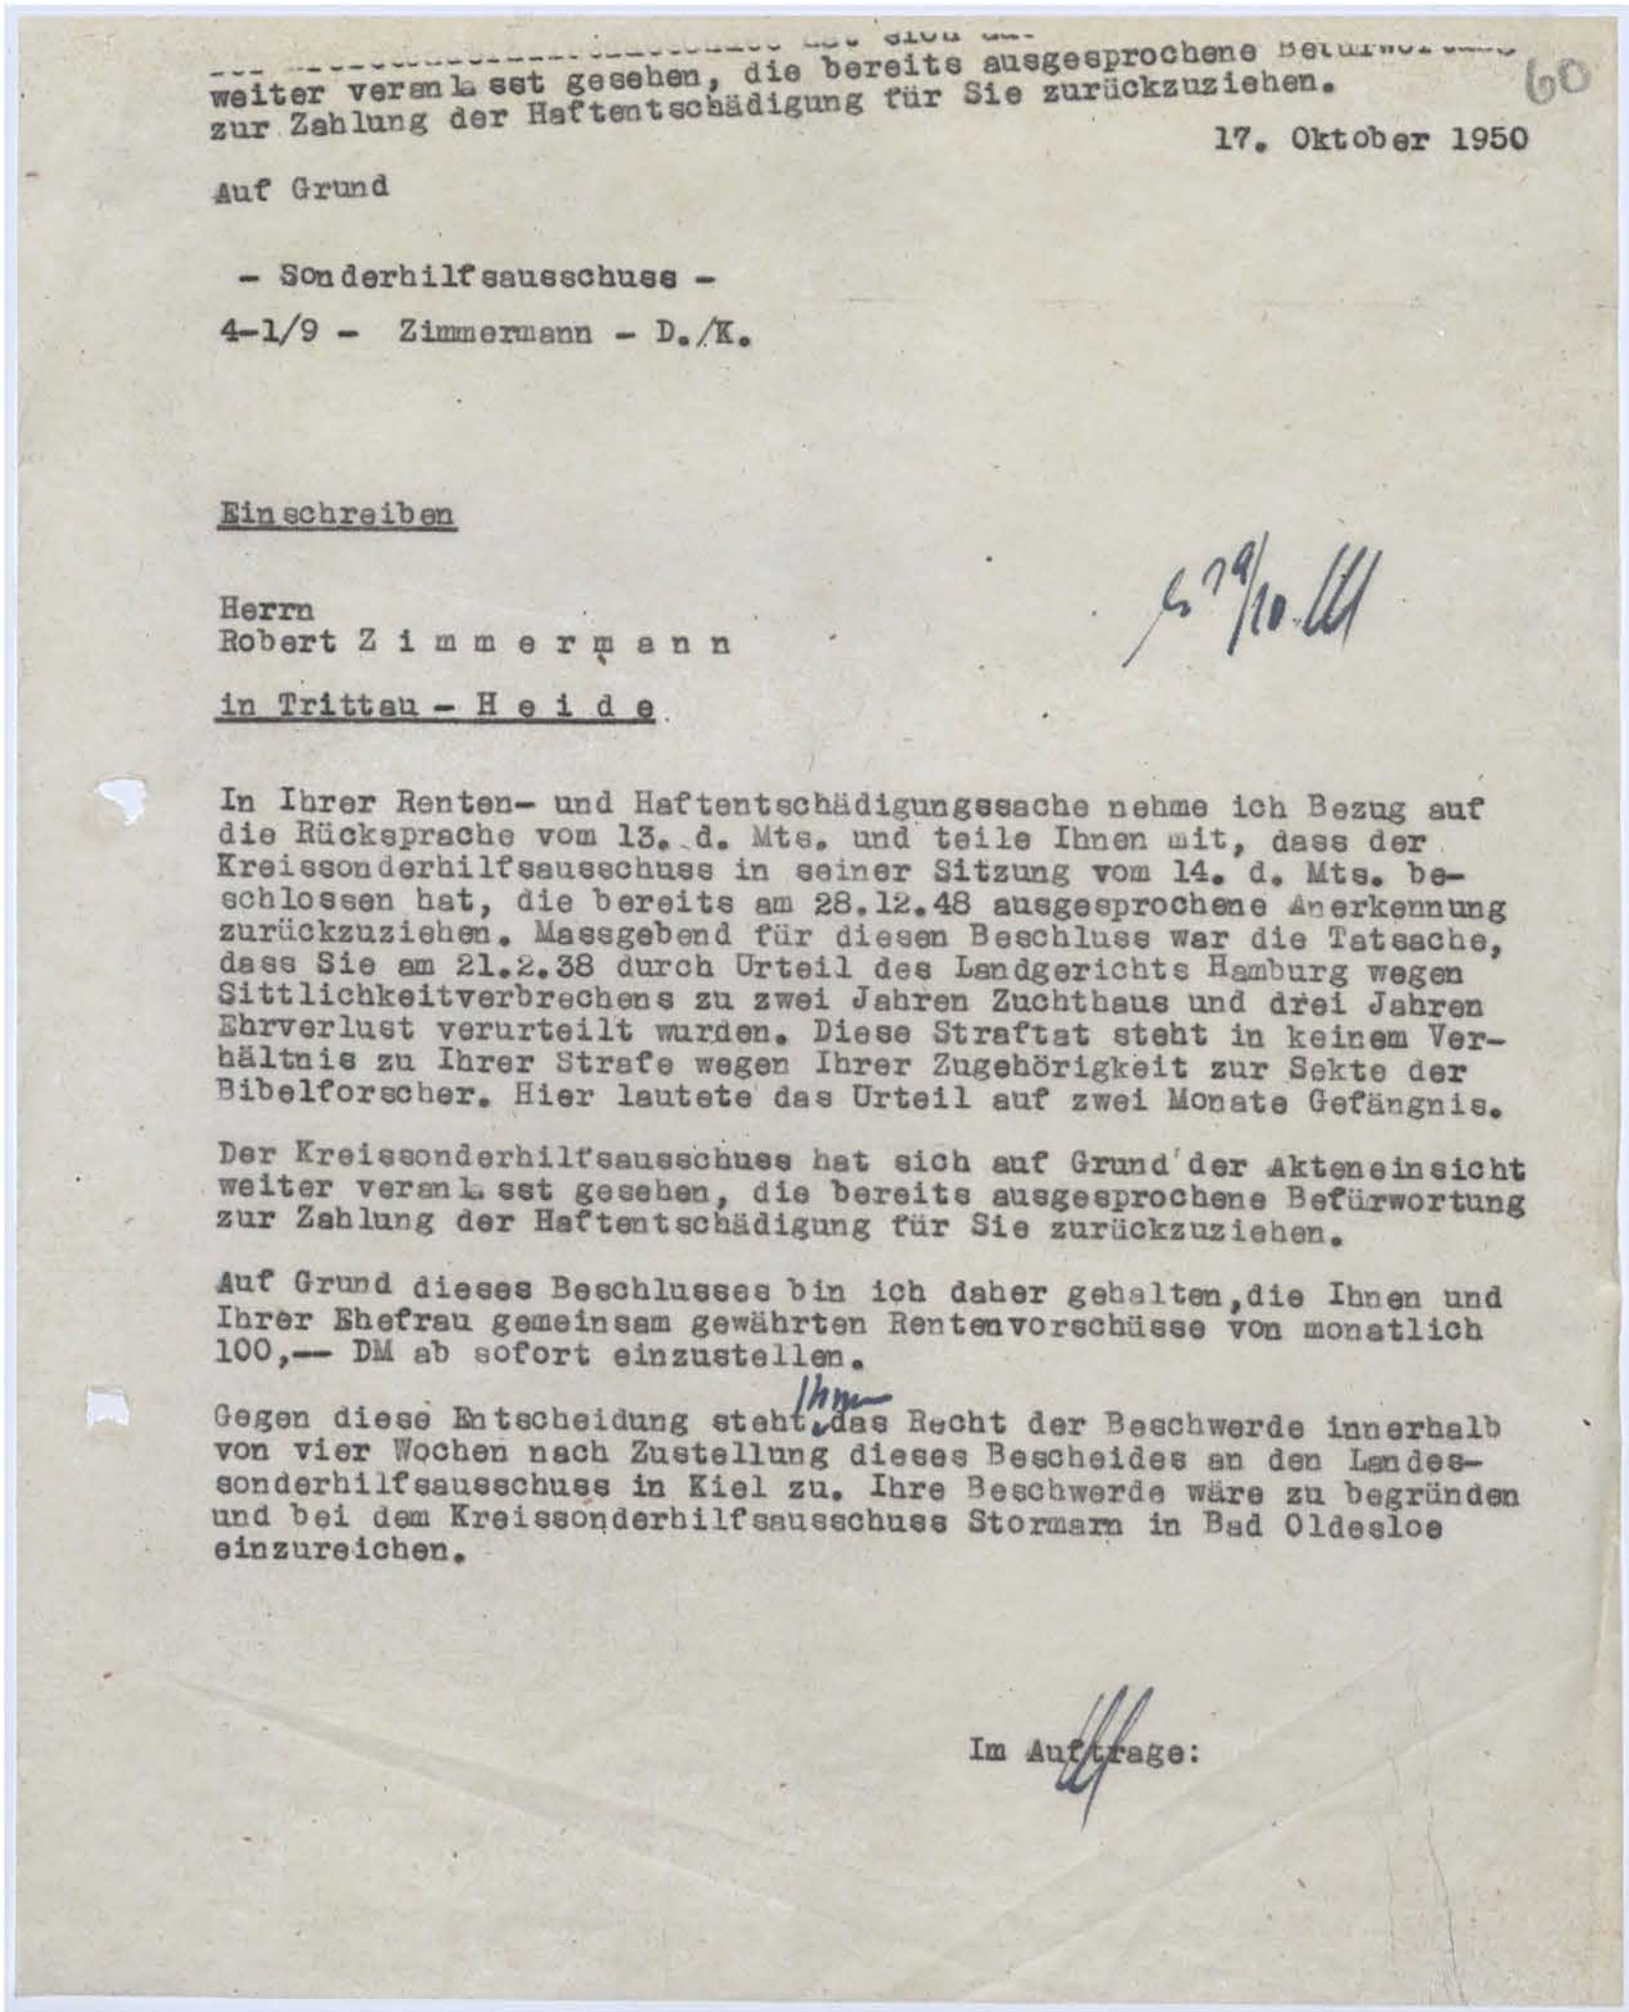 weiter veranlasst gesehen, die bereits ausgesprochene
zur Zahlung der Haftentschädigung für Sie zurückzuziehen.
60
17. Oktober 1950
Auf Grund
- Sonderhilfsausschuss -
4-1/9 - Zimmermann - D./K.
Einschreiben
Herrn
Robert Z i m m e r m a n n
in Trittau - H e i d e
In Ihrer Renten- und Haftentschädigungssache nehme ich Bezug auf
die Rücksprache vom 13. d. Mts. und teile Ihnen mit, dass der
Kreissonderhilfsausschuss in seiner Sitzung vom 14. d. Mts. be-
schlossen hat, die bereits am 28.12.48 ausgesprochene Anerkennung
zurückzuziehen. Massgebend für diesen Beschluss war die Tatsache,
dass Sie am 21.2.38 durch Urteil des Landgerichts Hamburg wegen
Sittlichkeitverbrechens zu zwei Jahren Zuchthaus und drei Jahren
Ehrverlust verurteilt wurden. Diese Straftat steht in keinem Ver-
hältnis zu Ihrer Strafe wegen Ihrer Zugehörigkeit zur Sekte der
Bibelforscher. Hier lautete das Urteil auf zwei Monate Gefängnis.
Der Kreissonderhilfsausschuss hat sich auf Grund der Akteneinsicht
weiter veranlasst gesehen, die bereits ausgesprochene Befürwortung
zur Zahlung der Haftentschädigung für Sie zurückzuziehen.
Auf Grund dieses Beschlusses bin ich daher gehalten, die Ihnen und
Ihrer Ehefrau gemeinsam gewährten Rentenvorschüsse von monatlich
100,-- DM ab sofort einzustellen.
Gegen diese Entscheidung steht Ihnen das Recht der Beschwerde innerhalb
von vier Wochen nach Zustellung dieses Bescheides an den Landes-
sonderhilfsausschuss in Kiel zu. Ihre Beschwerde wäre zu begründen
und bei dem Kreissonderhilfsausschuss Stormarn in Bad Oldesloe
einzureichen.
Im Auftrage: